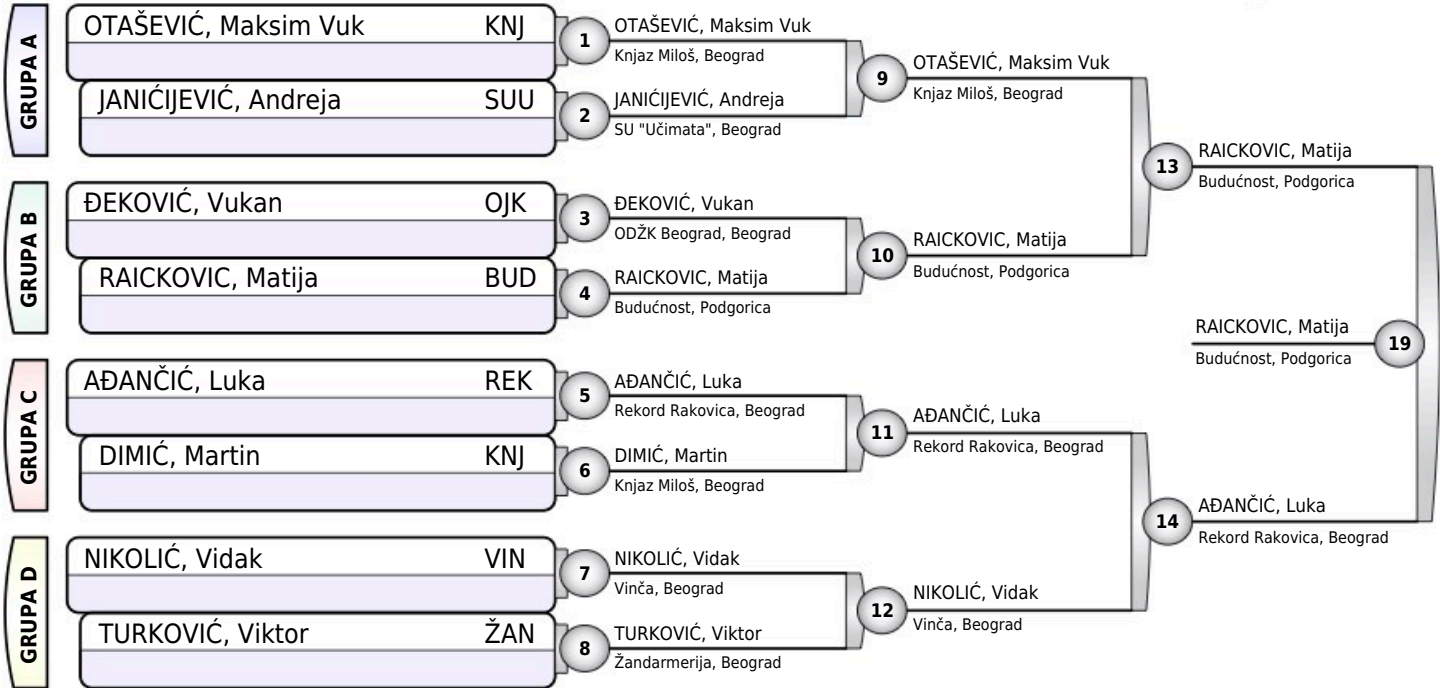 GRUPA A
OTAŠEVIĆ, Maksim Vuk KNJ
JANIĆIJEVIĆ, Andreja SUU
GRUPA B
ĐEKOVIĆ, Vukan OJK
RAICKOVIC, Matija BUD
GRUPA C
AĐANČIĆ, Luka REK
DIMIĆ, Martin KNJ
GRUPA D
NIKOLIĆ, Vidak VIN
TURKOVIĆ, Viktor ŽAN
1
OTAŠEVIĆ, Maksim Vuk
Knjaz Miloš, Beograd
2
JANIĆIJEVIĆ, Andreja
SU "Učimata", Beograd
3
ĐEKOVIĆ, Vukan
ODŽK Beograd, Beograd
4
RAICKOVIC, Matija
Budućnost, Podgorica
5
AĐANČIĆ, Luka
Rekord Rakovica, Beograd
6
DIMIĆ, Martin
Knjaz Miloš, Beograd
7
NIKOLIĆ, Vidak
Vinča, Beograd
8
TURKOVIĆ, Viktor
Žandarmerija, Beograd
9
OTAŠEVIĆ, Maksim Vuk
Knjaz Miloš, Beograd
10
RAICKOVIC, Matija
Budućnost, Podgorica
11
AĐANČIĆ, Luka
Rekord Rakovica, Beograd
12
NIKOLIĆ, Vidak
Vinča, Beograd
13
RAICKOVIC, Matija
Budućnost, Podgorica
14
AĐANČIĆ, Luka
Rekord Rakovica, Beograd
RAICKOVIC, Matija
Budućnost, Podgorica
19